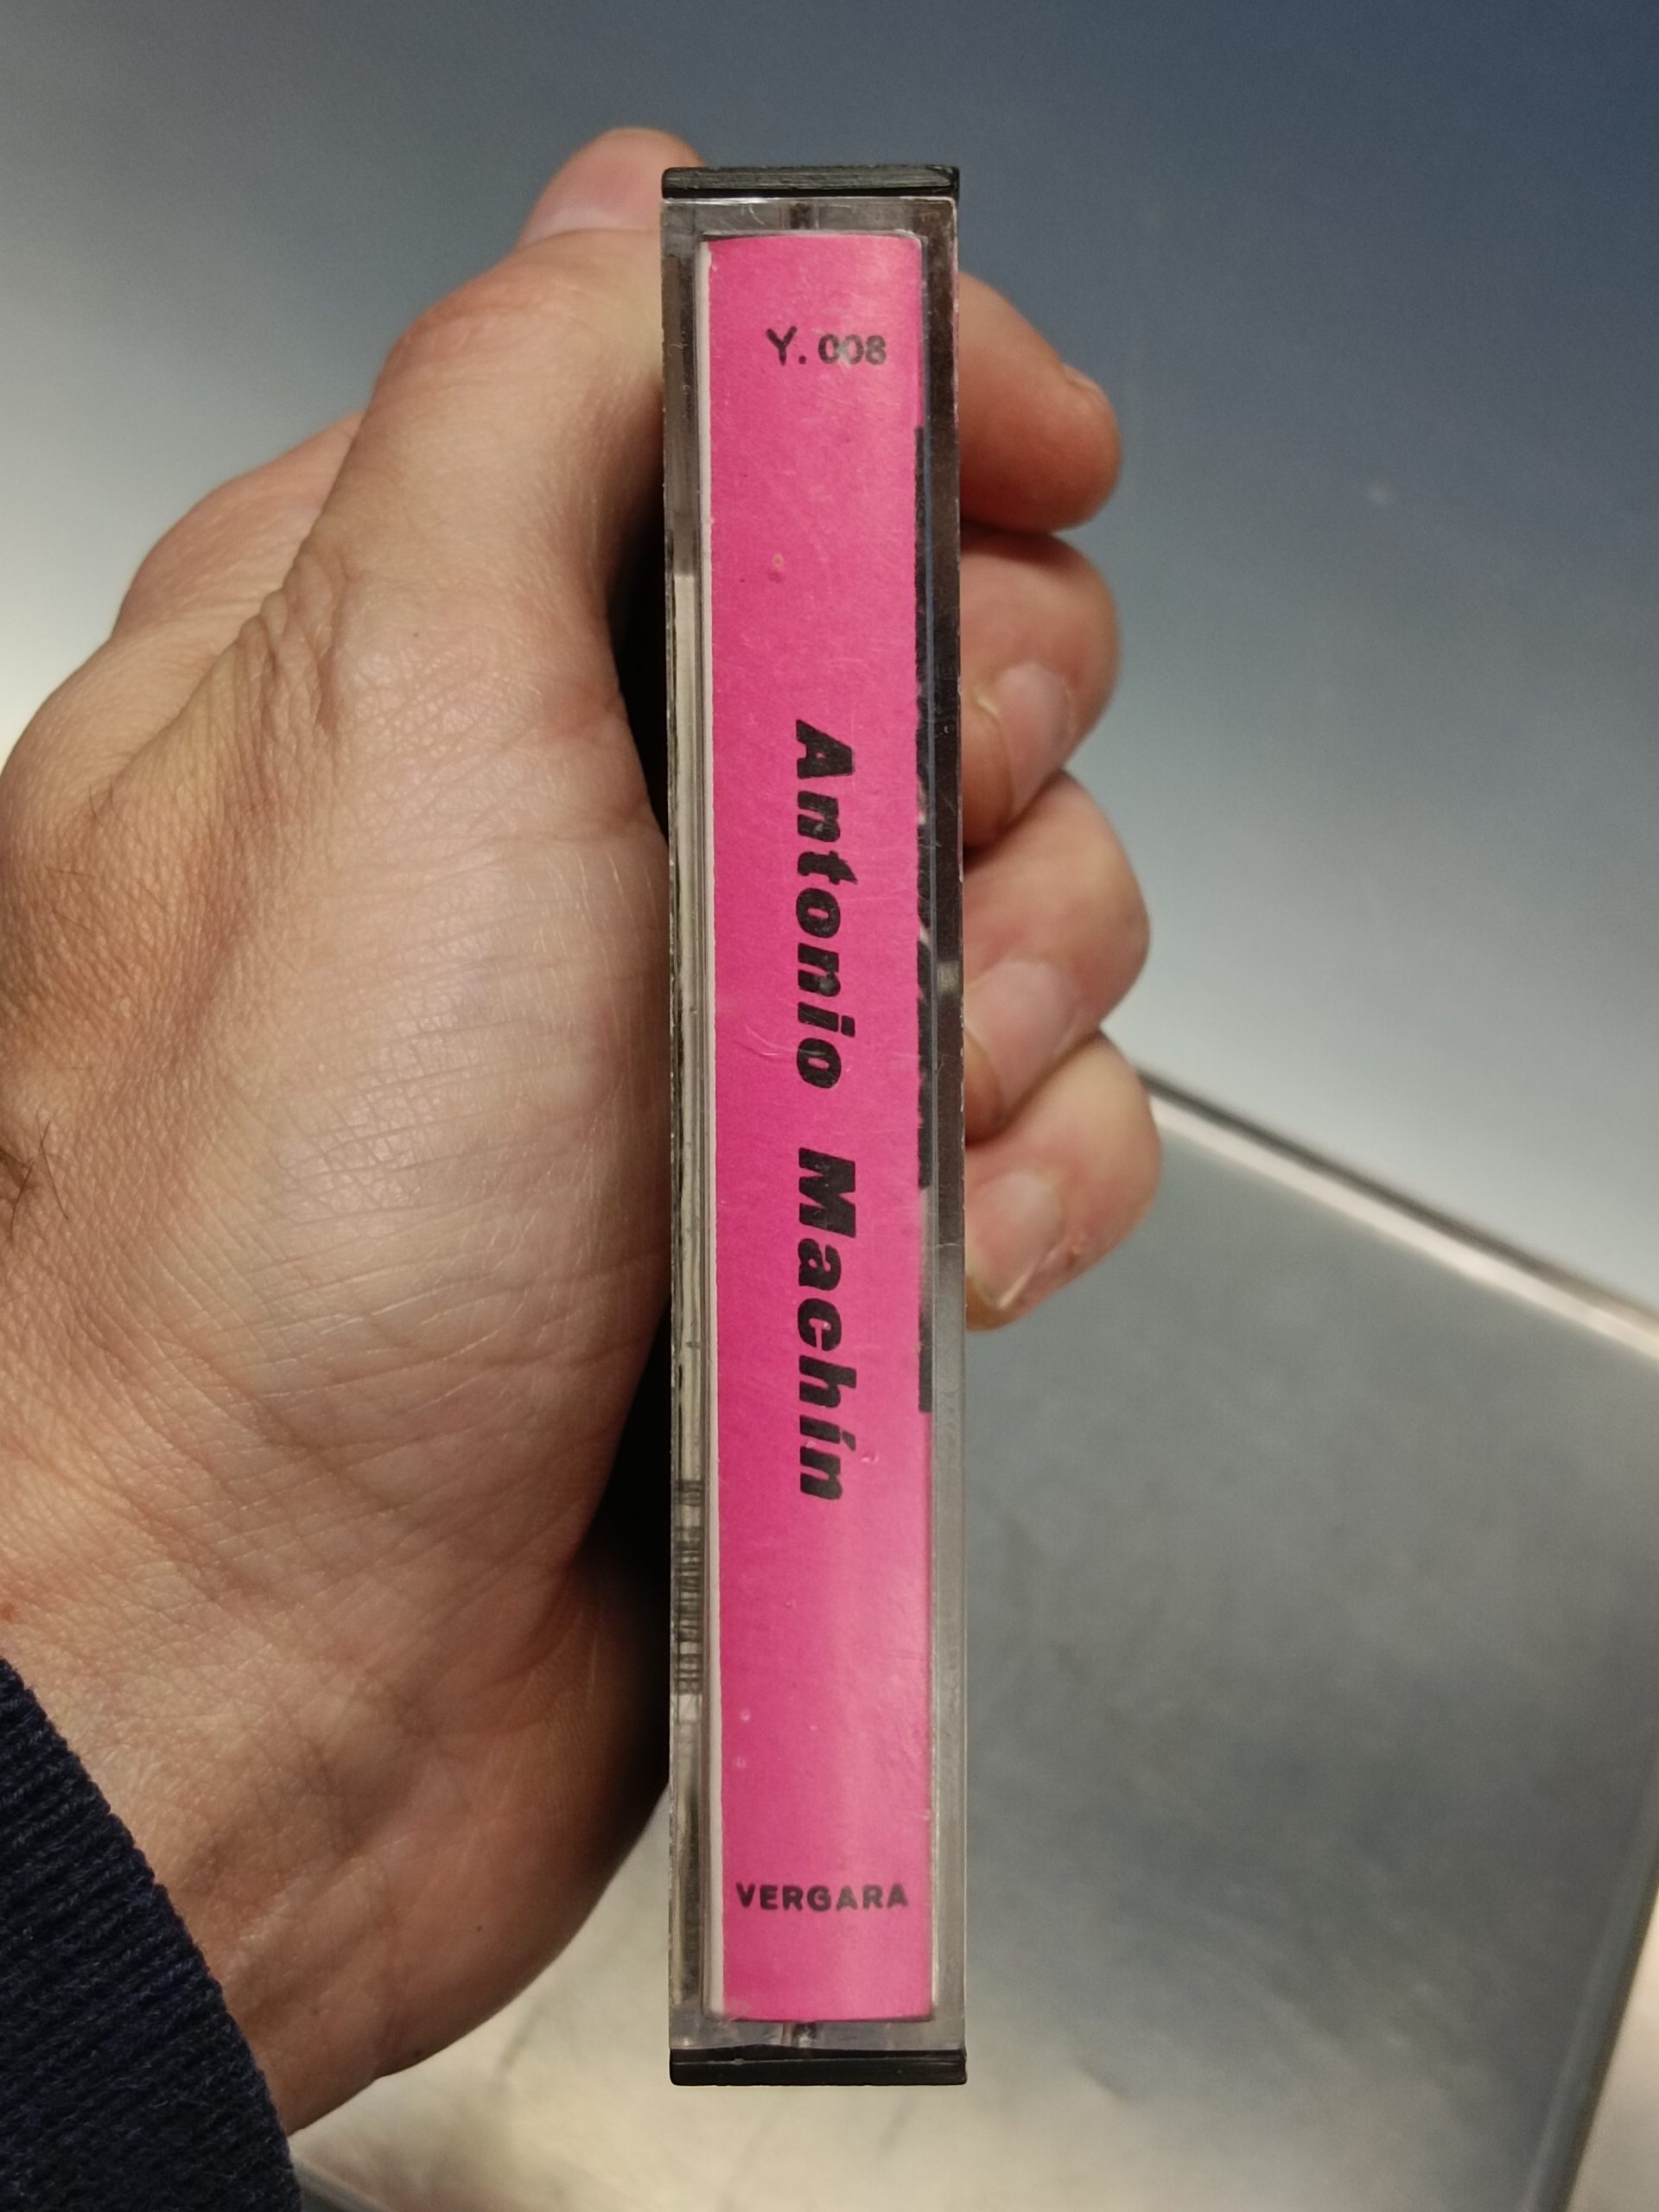 Y. 008
Antonio Machín
VERGARA